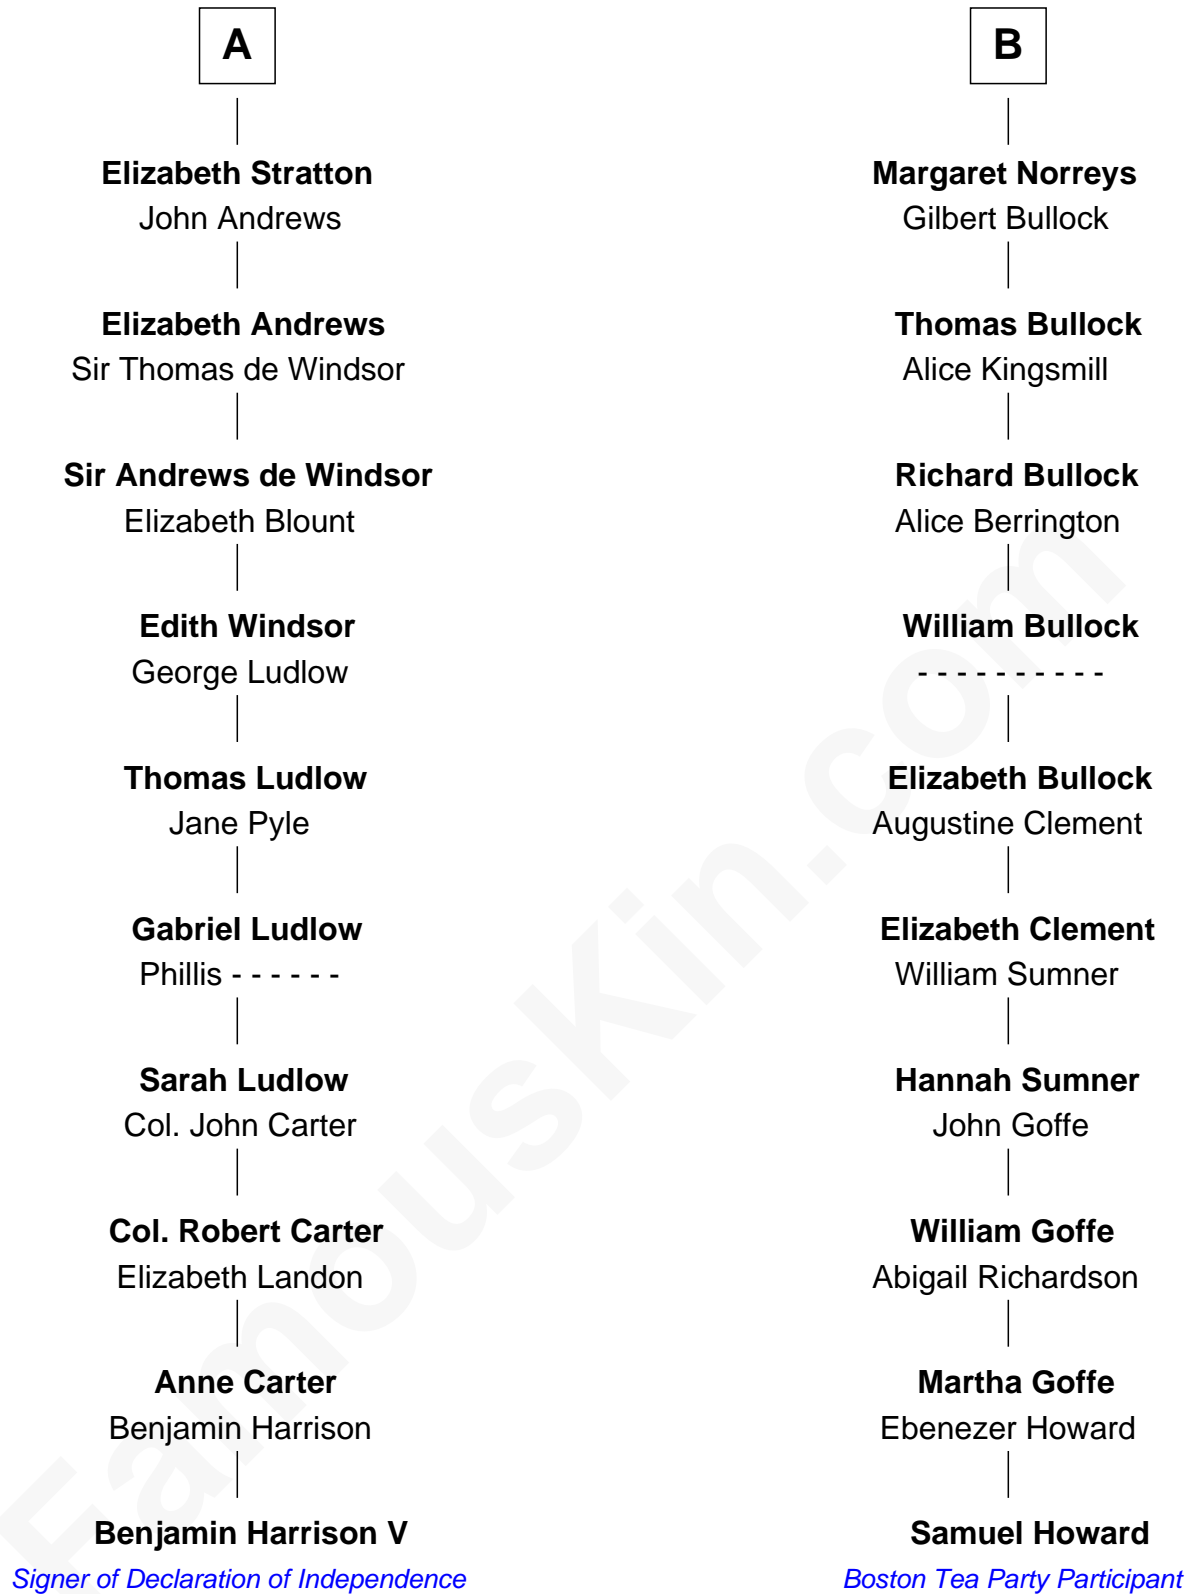 A
Elizabeth Stratton
John Andrews
Elizabeth Andrews
Sir Thomas de Windsor
Sir Andrews de Windsor
Elizabeth Blount
Edith Windsor
George Ludlow
Thomas Ludlow
Jane Pyle
Gabriel Ludlow
Phillis - - - - - -
Sarah Ludlow
Col. John Carter
Col. Robert Carter
Elizabeth Landon
Anne Carter
Benjamin Harrison
Benjamin Harrison V
Signer of Declaration of Independence
B
Margaret Norreys
Gilbert Bullock
Thomas Bullock
Alice Kingsmill
Richard Bullock
Alice Berrington
William Bullock
- - - - - - - - - -
Elizabeth Bullock
Augustine Clement
Elizabeth Clement
William Sumner
Hannah Sumner
John Goffe
William Goffe
Abigail Richardson
Martha Goffe
Ebenezer Howard
Samuel Howard
Boston Tea Party Participant
FamousKin.com